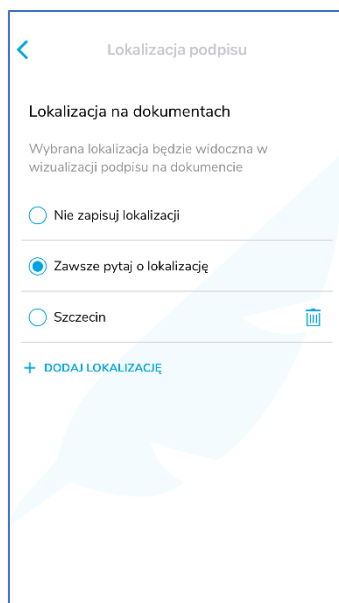 Lokalizacja podpisu
Lokalizacja na dokumentach
Wybrana lokalizacja będzie widoczna w
wizualizacji podpisu na dokumencie
Nie zapisuj lokalizacji
Zawsze pytaj o lokalizację
Szczecin
+ DODAJ LOKALIZACJĘ